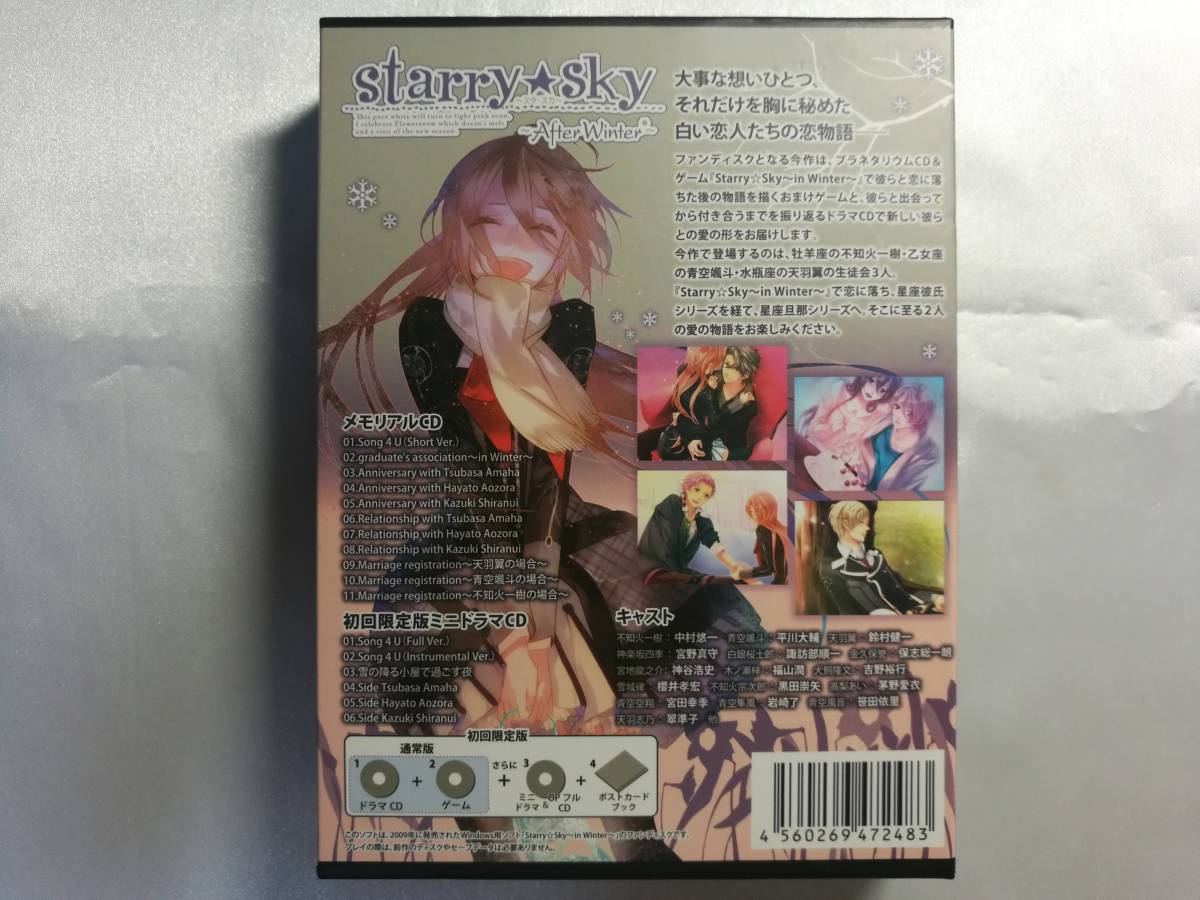 starry★sky
This pure white will turn to light pink soon.
I celebrate Flowersnow which doesn't melt
and a visit of the new season.
～After Winter～
大事な想いひとつ、
それだけを胸に秘めた
白い恋人たちの恋物語
ファンディスクとなる今作は、プラネタリウムCD＆
ゲーム『Starry☆Sky～in Winter～』で彼らと恋に落
ちた後の物語を描くおまけゲームと、彼らと出会って
から付き合うまでを振り返るドラマCDで新しい彼ら
との愛の形をお届けします。
今作で登場するのは、牡羊座の不知火一樹・乙女座
の青空颯斗・水瓶座の天羽翼の生徒会3人。
『Starry☆Sky～in Winter～』で恋に落ち、星座彼氏
シリーズを経て、星座旦那シリーズへ。そこに至る2人
の愛の物語をお楽しみください。
メモリアルCD
01.Song 4 U（Short Ver.）
02.graduate's association～in Winter～
03.Anniversary with Tsubasa Amaha
04.Anniversary with Hayato Aozora
05.Anniversary with Kazuki Shiranui
06.Relationship with Tsubasa Amaha
07.Relationship with Hayato Aozora
08.Relationship with Kazuki Shiranui
09.Marriage registration～天羽翼の場合～
10.Marriage registration～青空颯斗の場合～
11.Marriage registration～不知火一樹の場合～
初回限定版ミニドラマCD
01.Song 4 U（Full Ver.）
02.Song 4 U（Instrumental Ver.）
03.雪の降る小屋で過ごす夜
04.Side Tsubasa Amaha
05.Side Hayato Aozora
06.Side Kazuki Shiranui
キャスト
不知火一樹：中村悠一 青空颯斗：平川大輔 天羽翼：鈴村健一
神楽坂四季：宮野真守 白銀桜士郎：諏訪部順一 金久保誉：保志総一朗
宮地龍之介：神谷浩史 木ノ瀬梓：福山潤 犬飼隆文：吉野裕行
雪城律：櫻井孝宏 不知火宗次郎：黒田崇矢 高梨あい：茅野愛衣
青空空翔：宮田幸季 青空隼風：岩崎了 青空風音：笹田依里
天羽志乃：翠準子 他
初回限定版
通常版
1 ドラマ CD + 2 ゲーム さらに + 3 ミニドラマ & OP フル CD + 4 ポストカードブック
このソフトは、2009年に発売されたWindows用ソフト「Starry☆Sky～in Winter～」のファンディスクです。
プレイの際は、前作のディスクやセーブデータは必要ありません。
4 560269 472483